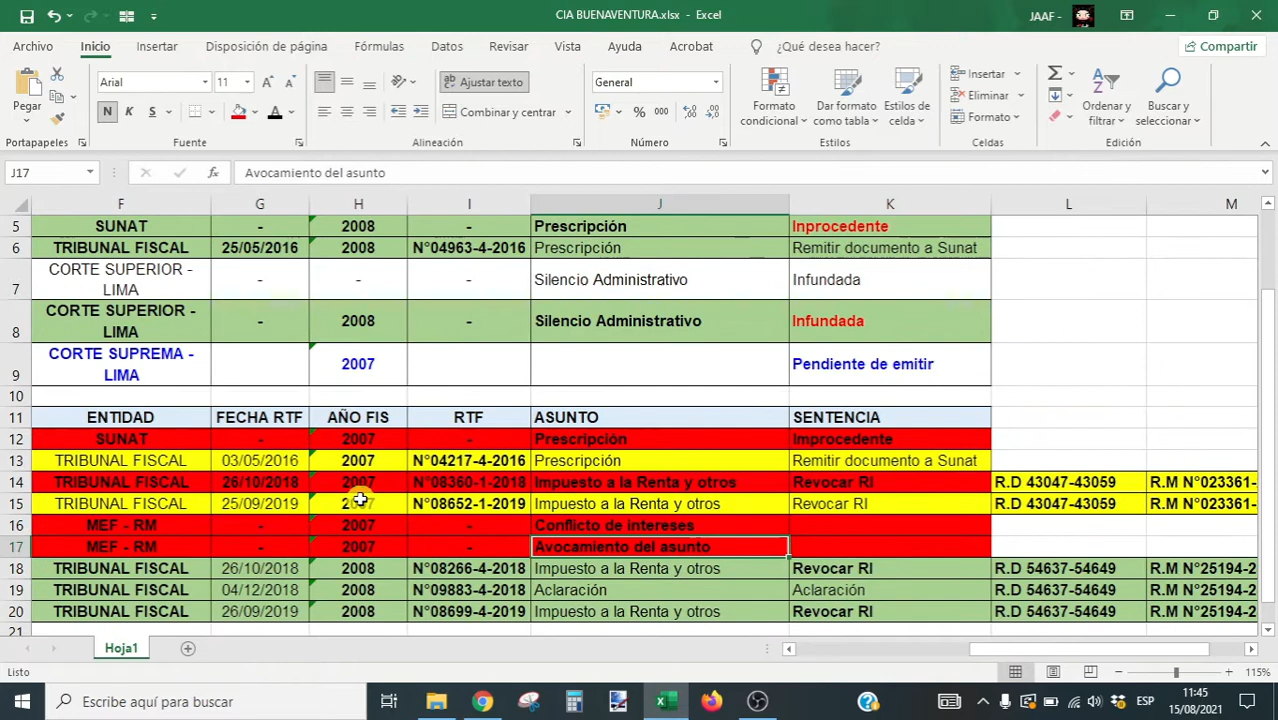 CIA BUENAVENTURA.xlsx - Excel
JAAF -
Archivo Inicio Insertar Disposición de página Fórmulas Datos Revisar Vista Ayuda Acrobat ¿Qué desea hacer? Compartir
Pegar
Arial 11
N K S
Ajustar texto
Combinar y centrar
General
% 000
Formato condicional
Dar formato como tabla
Estilos de celda
Insertar
Eliminar
Formato
Ordenar y filtrar
Buscar y seleccionar
Portapapeles Fuente Alineación Número Estilos Celdas Edición
J17 fx Avocamiento del asunto
F G H I J K L M
5 SUNAT - 2008 - Prescripción Inprocedente
6 TRIBUNAL FISCAL 25/05/2016 2008 N°04963-4-2016 Prescripción Remitir documento a Sunat
7 CORTE SUPERIOR - LIMA - - - Silencio Administrativo Infundada
8 CORTE SUPERIOR - LIMA - 2008 - Silencio Administrativo Infundada
9 CORTE SUPREMA - LIMA 2007 Pendiente de emitir
10
11 ENTIDAD FECHA RTF AÑO FIS RTF ASUNTO SENTENCIA
12 SUNAT - 2007 - Prescripción Improcedente
13 TRIBUNAL FISCAL 03/05/2016 2007 N°04217-4-2016 Prescripción Remitir documento a Sunat
14 TRIBUNAL FISCAL 26/10/2018 2007 N°08360-1-2018 Impuesto a la Renta y otros Revocar RI R.D 43047-43059 R.M N°023361-
15 TRIBUNAL FISCAL 25/09/2019 2007 N°08652-1-2019 Impuesto a la Renta y otros Revocar RI R.D 43047-43059 R.M N°023361-
16 MEF - RM - 2007 - Conflicto de intereses
17 MEF - RM - 2007 - Avocamiento del asunto
18 TRIBUNAL FISCAL 26/10/2018 2008 N°08266-4-2018 Impuesto a la Renta y otros Revocar RI R.D 54637-54649 R.M N°25194-2
19 TRIBUNAL FISCAL 04/12/2018 2008 N°09883-4-2018 Aclaración Aclaración R.D 54637-54649 R.M N°25194-2
20 TRIBUNAL FISCAL 26/09/2019 2008 N°08699-4-2019 Impuesto a la Renta y otros Revocar RI R.D 54637-54649 R.M N°25194-2
21
Hoja1
Listo 115%
Escribe aquí para buscar
ESP
11:45
15/08/2021